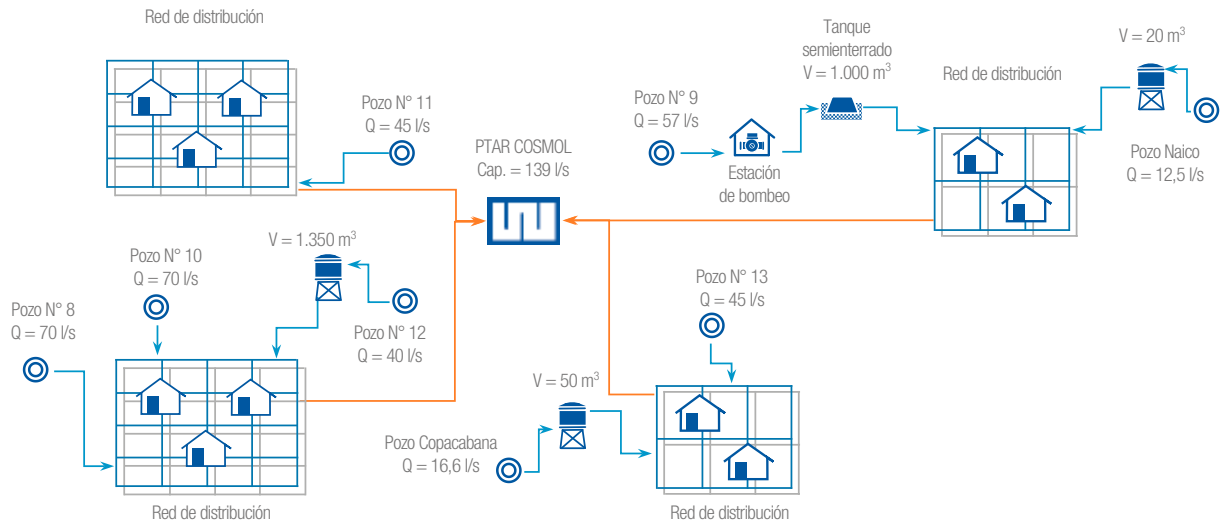 Red de distribución
Pozo N° 11
Q = 45 l/s
PTAR COSMOL
Cap. = 139 l/s
Pozo N° 9
Q = 57 l/s
Estación
de bombeo
Tanque
semienterrado
V = 1.000 m³
Red de distribución
V = 20 m³
Pozo Naico
Q = 12,5 l/s
Pozo N° 8
Q = 70 l/s
Pozo N° 10
Q = 70 l/s
V = 1.350 m³
Pozo N° 12
Q = 40 l/s
Red de distribución
Pozo Copacabana
Q = 16,6 l/s
V = 50 m³
Pozo N° 13
Q = 45 l/s
Red de distribución